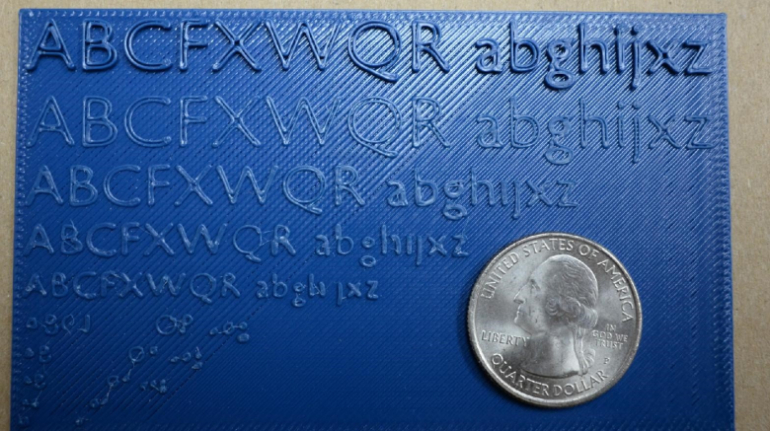 ABCFXWQR abghijxz
ABCFXWQR abghijxz
ABCFXWQR abghijxz
ABCFXWQR abghijxz
ABCFXWQR abghijxz
UNITED STATES OF AMERICA
LIBERTY
IN
GOD WE
TRUST
P
QUARTER DOLLAR